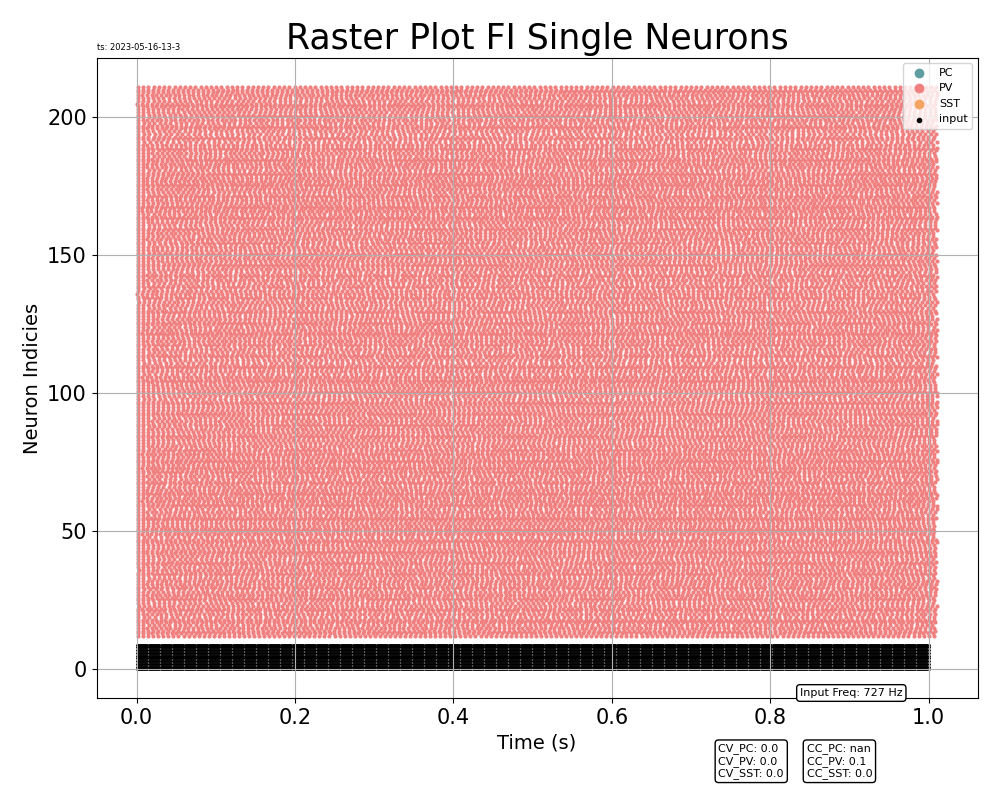 Raster Plot FI Single Neurons
ts: 2023-05-16-13-3
PC
PV
SST
input
200
150
100
50
0
Neuron Indicies
Input Freq: 727 Hz
0.0 0.2 0.4 0.6 0.8 1.0
Time (s)
CV_PC: 0.0
CV_PV: 0.0
CV_SST: 0.0
CC_PC: nan
CC_PV: 0.1
CC_SST: 0.0